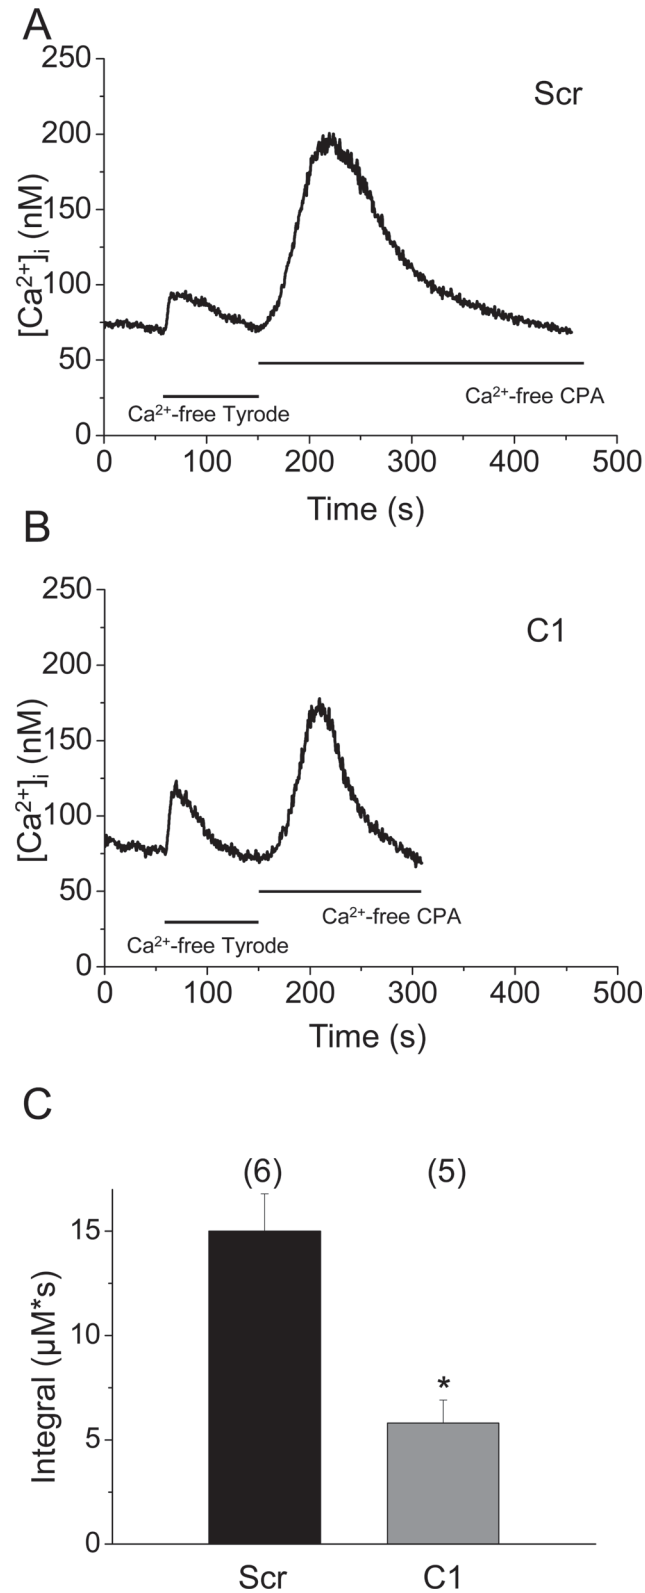 A
250
Scr
200
150
[Ca²⁺]ᵢ (nM)
100
50
Ca²⁺-free CPA
Ca²⁺-free Tyrode
0
0 100 200 300 400 500
Time (s)
B
250
C1
200
150
[Ca²⁺]ᵢ (nM)
100
50
Ca²⁺-free CPA
Ca²⁺-free Tyrode
0
0 100 200 300 400 500
Time (s)
C
(6) (5)
15
10
Integral (µM*s)
*
5
0
Scr C1